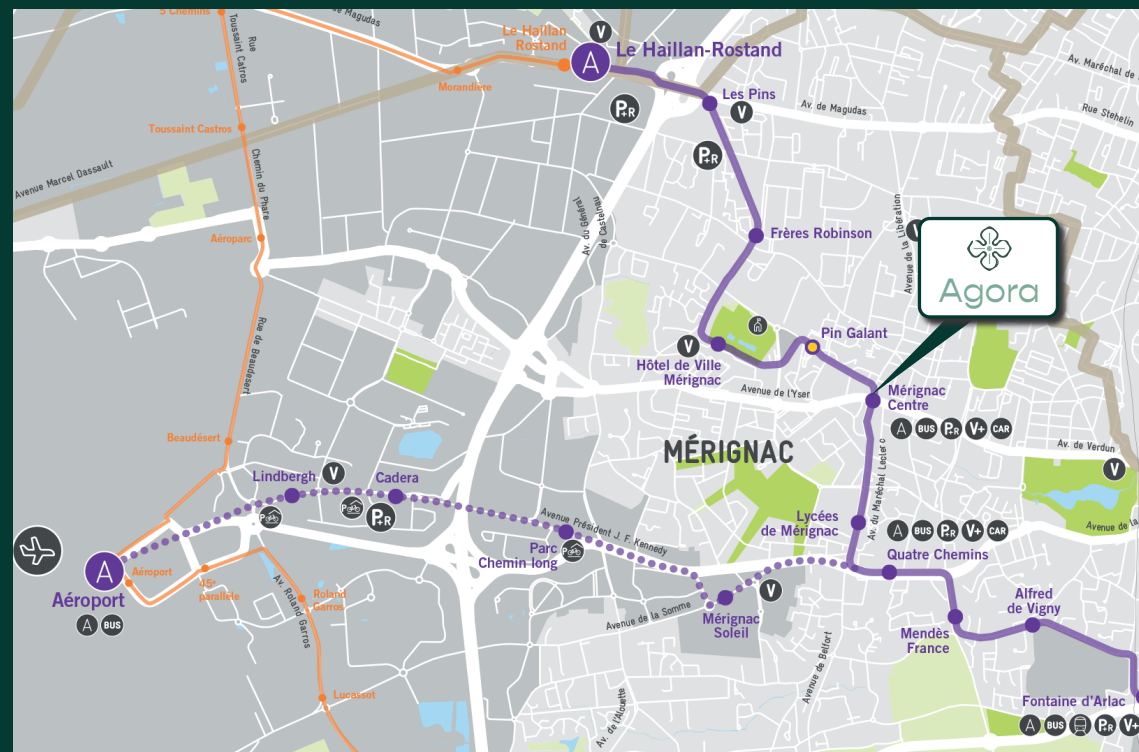 5 Chemins
Rue
Toussaint Catros
de Magudas
Le Haillan
Rostand
V
A
Le Haillan-Rostand
Morandière
P+R
Les Pins
V
Av. de Magudas
Av. Maréchal de
Rue Stehelin
Toussaint Castros
Chemin du Phare
Avenue Marcel Dassault
P+R
Av. du Général
de Castelnau
Avenue de la Libération
Aéroparc
Frères Robinson
Agora
Rue de Beaudesert
Pin Galant
V
Hôtel de Ville
Mérignac
Avenue de l'Yser
Mérignac
Centre
A BUS P+R V+ CAR
MÉRIGNAC
Av. de Verdun
V
Beaudésert
Av. du Maréchal Leclerc
Lindbergh
V
Cadera
P
P
P+R
Avenue Président J. F. Kennedy
Lycées
de Mérignac
A BUS P+R V+ CAR
Avenue de la
Parc
Chemin long
P
Quatre Chemins
A
Aéroport
Aéroport
A BUS
45e
parallèle
Av. Roland Garros
Roland
Garros
V
Avenue de la Somme
Mérignac
Soleil
Alfred
de Vigny
Mendès
France
Avenue de Belfort
Lucassot
Av. de l'Alouette
Fontaine d'Arlac
A BUS P+R V+